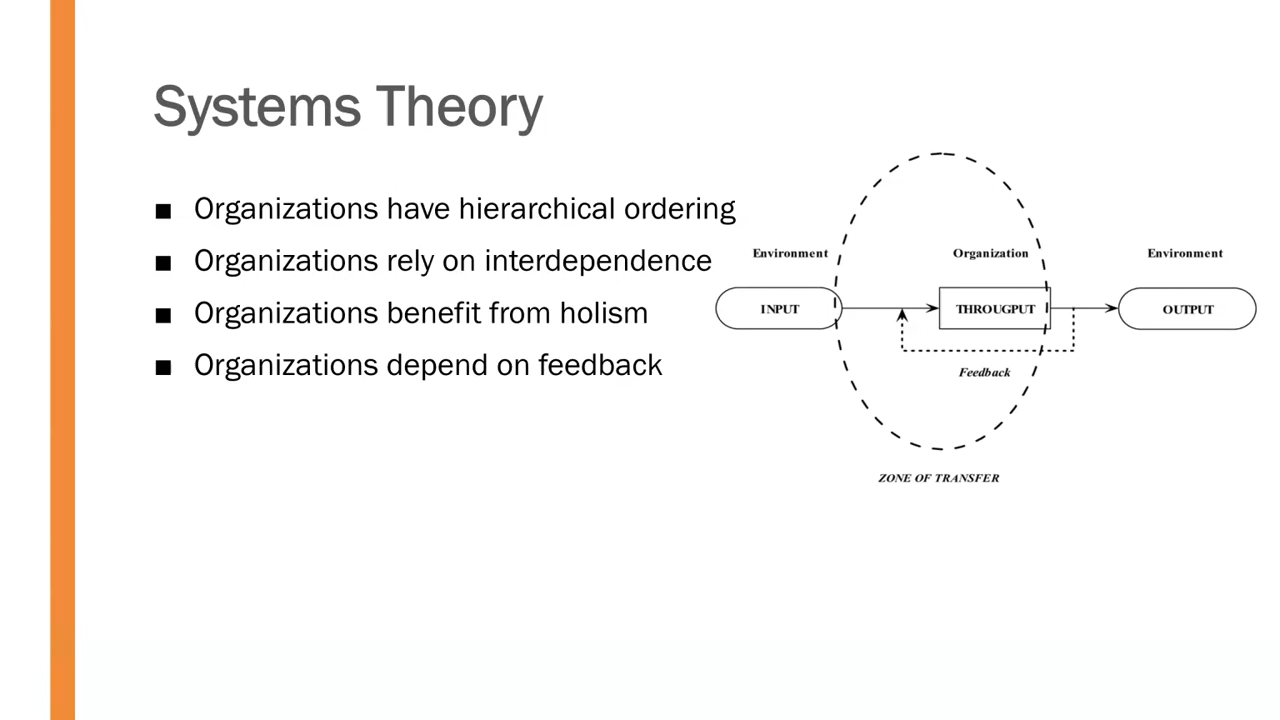 Systems Theory
■ Organizations have hierarchical ordering
■ Organizations rely on interdependence
■ Organizations benefit from holism
■ Organizations depend on feedback
Environment Organization Environment
INPUT THROUGPUT OUTPUT
Feedback
ZONE OF TRANSFER